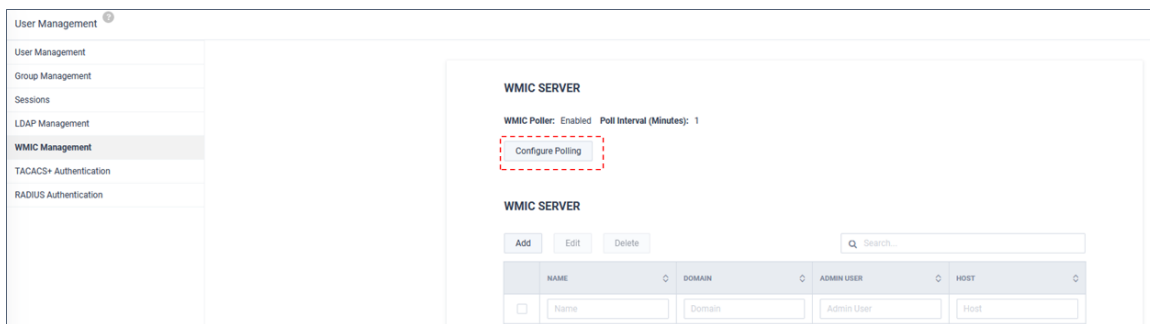 User Management ?
User Management
Group Management
Sessions
LDAP Management
WMIC Management
TACACS+ Authentication
RADIUS Authentication
WMIC SERVER
WMIC Poller: Enabled Poll Interval (Minutes): 1
Configure Polling
WMIC SERVER
Add Edit Delete Search...
NAME DOMAIN ADMIN USER HOST
Name Domain Admin User Host